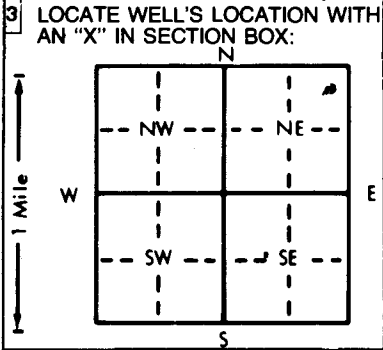 3 LOCATE WELL'S LOCATION WITH
AN "X" IN SECTION BOX:
N
NW NE
W E
1 Mile
SW SE
S